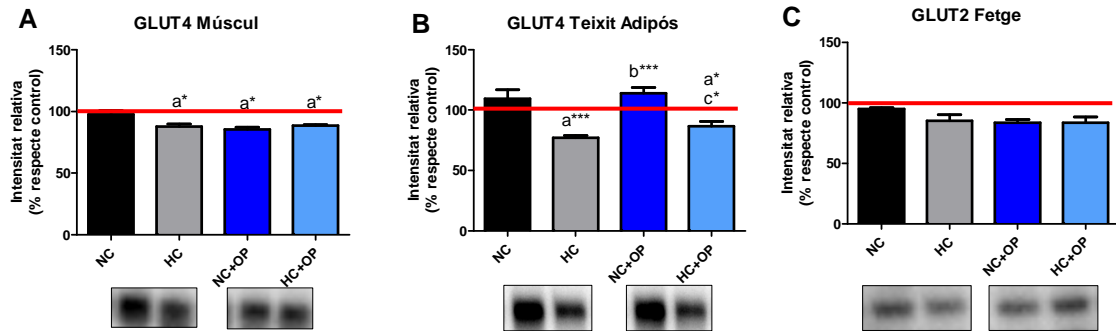 A
GLUT4 Múscul
Intensitat relativa
(% respecte control)
150
100
50
0
a*
a*
a*
NC
HC
NC+OP
HC+OP
B
GLUT4 Teixit Adipós
Intensitat relativa
(% respecte control)
150
100
50
0
a***
b***
a*
c*
NC
HC
NC+OP
HC+OP
C
GLUT2 Fetge
Intensitat relativa
(% respecte control)
150
100
50
0
NC
HC
NC+OP
HC+OP